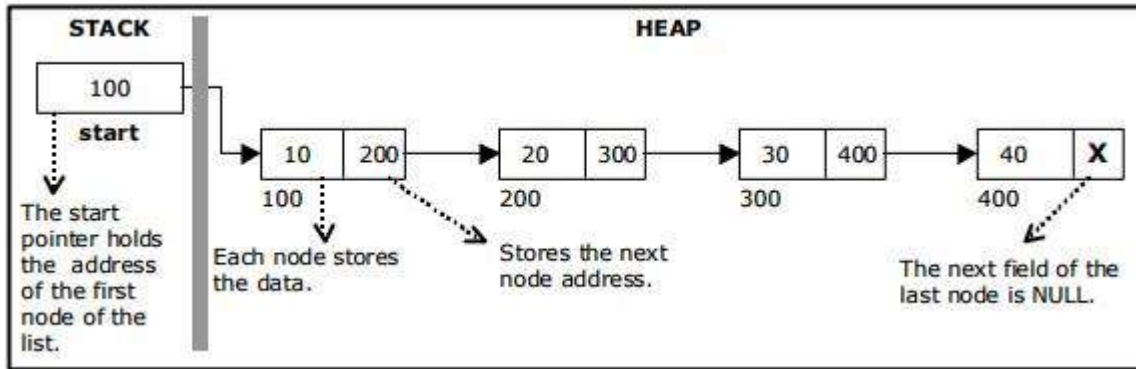 STACK
HEAP
100
start
10 200
20 300
30 400
40 X
100
200
300
400
The start
pointer holds
the address
of the first
node of the
list.
Each node stores
the data.
Stores the next
node address.
The next field of the
last node is NULL.